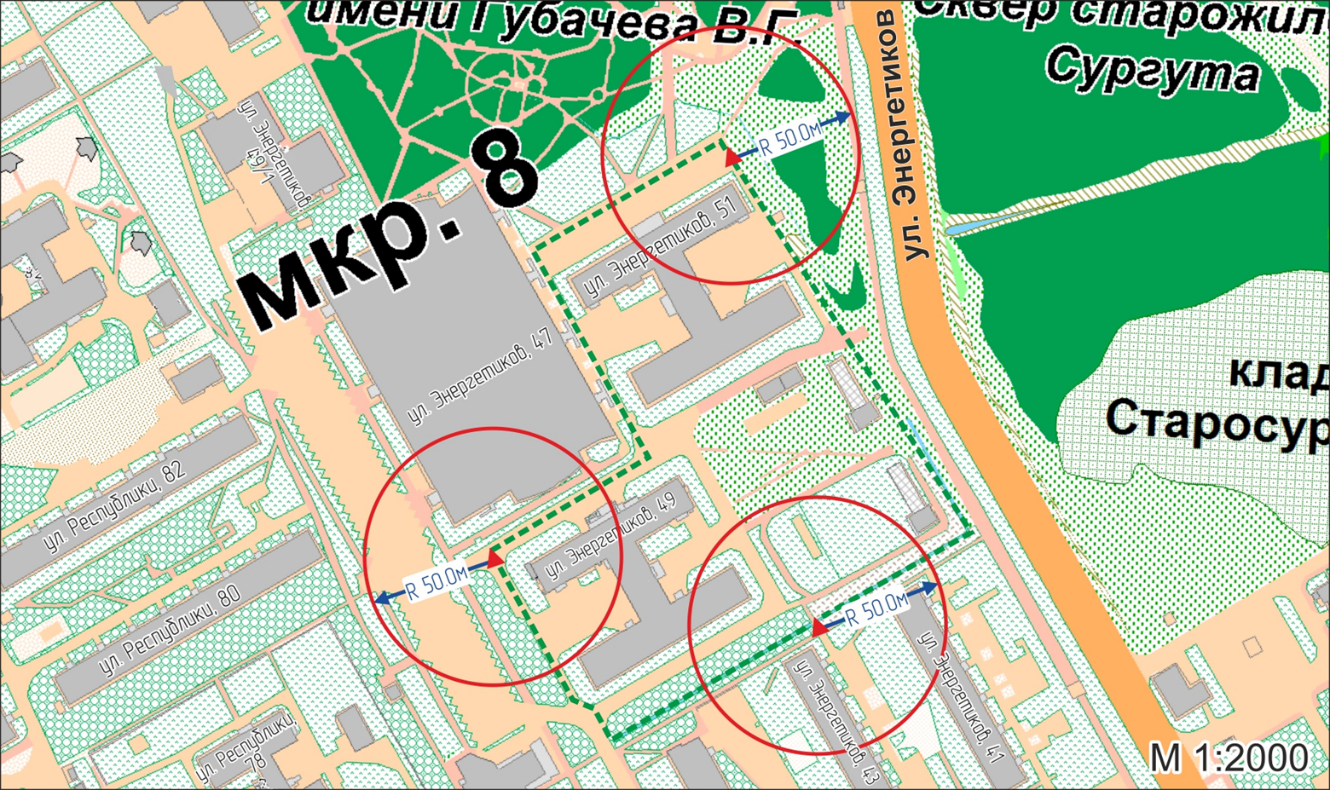 имени Губачева В.Г.
Сквер старожил
Сургута
ул. Энергетиков
мкр. 8
ул. Энергетиков
49/1
R 50.0м
ул. Энергетиков, 51
ул. Энергетиков, 47
клад
Старосур
ул. Республики, 82
ул. Энергетиков, 49
R 50.0м
R 50.0м
ул. Республики, 80
ул. Энергетиков, 41
ул. Энергетиков, 43
ул. Республики,
78
М 1:2000